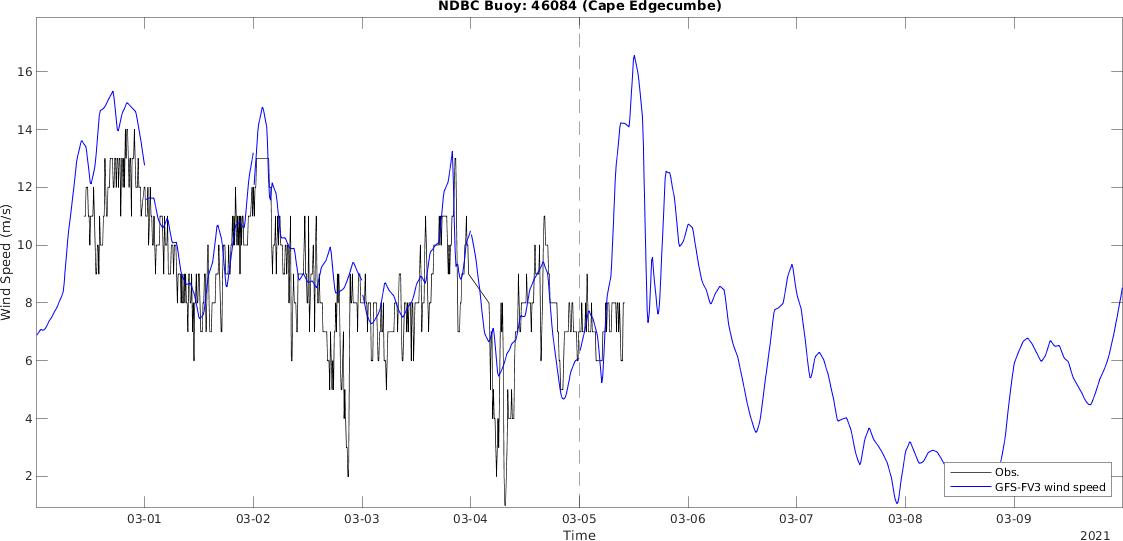 NDBC Buoy: 46084 (Cape Edgecumbe)
Wind Speed (m/s)
16
14
12
10
8
6
4
2
03-01 03-02 03-03 03-04 03-05 03-06 03-07 03-08 03-09
Time
2021
Obs.
GFS-FV3 wind speed